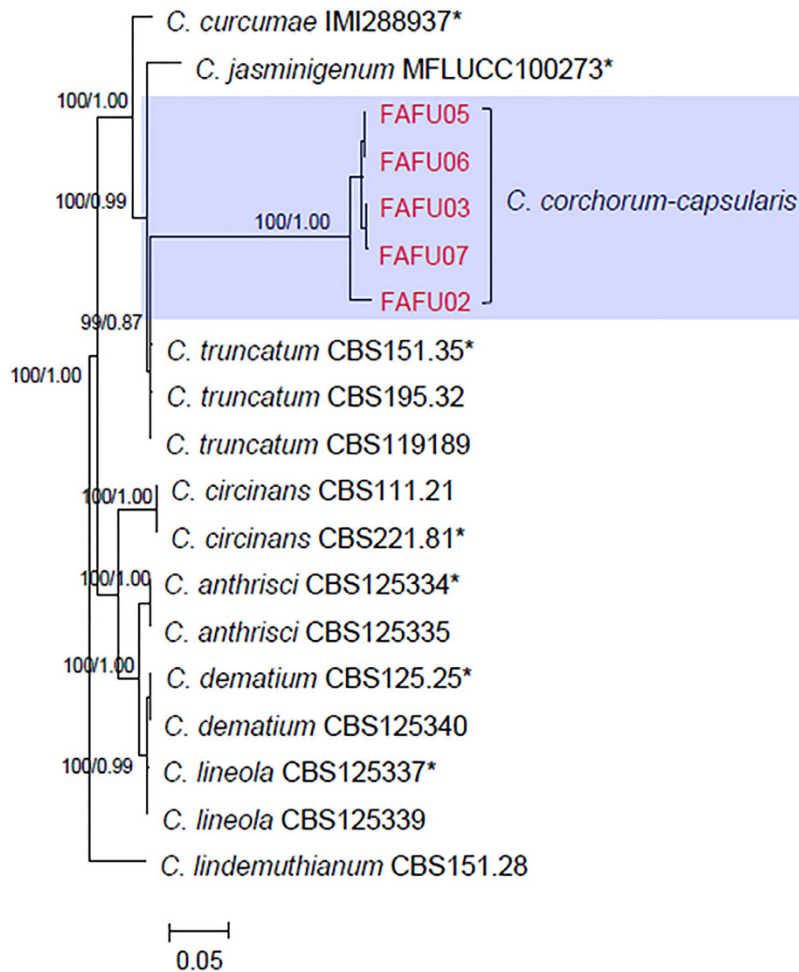 C. curcumae IMI288937*
C. jasminigenum MFLUCC100273*
100/1.00
FAFU05
FAFU06
100/0.99
FAFU03
C. corchorum-capsularis
100/1.00
FAFU07
FAFU02
99/0.87
C. truncatum CBS151.35*
100/1.00
C. truncatum CBS195.32
C. truncatum CBS119189
100/1.00
C. circinans CBS111.21
C. circinans CBS221.81*
100/1.00
C. anthrisci CBS125334*
C. anthrisci CBS125335
100/1.00
C. dematium CBS125.25*
C. dematium CBS125340
100/0.99
C. lineola CBS125337*
C. lineola CBS125339
C. lindemuthianum CBS151.28
0.05